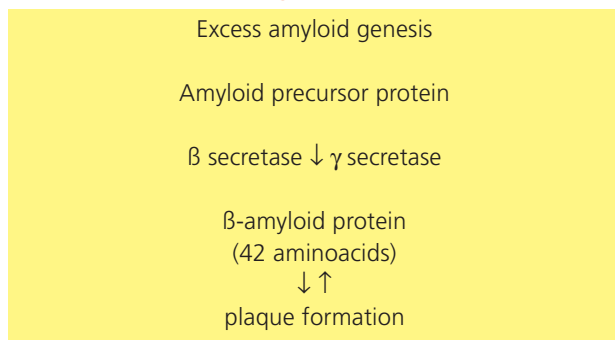 Excess amyloid genesis
Amyloid precursor protein
ß secretase ↓ γ secretase
ß-amyloid protein
(42 aminoacids)
↓ ↑
plaque formation